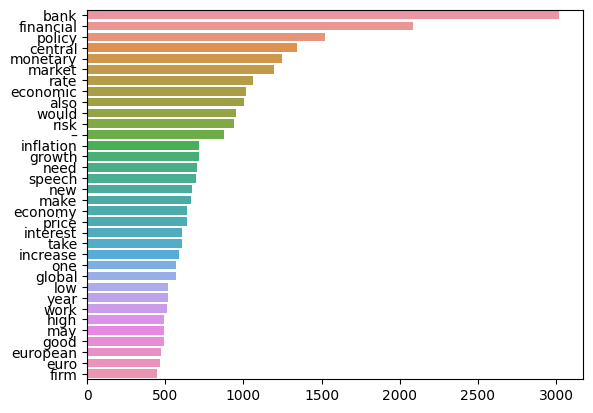 bank
financial
policy
central
monetary
market
rate
economic
also
would
risk
–
inflation
growth
need
speech
new
make
economy
price
interest
take
increase
one
global
low
year
work
high
may
good
european
euro
firm
0 500 1000 1500 2000 2500 3000